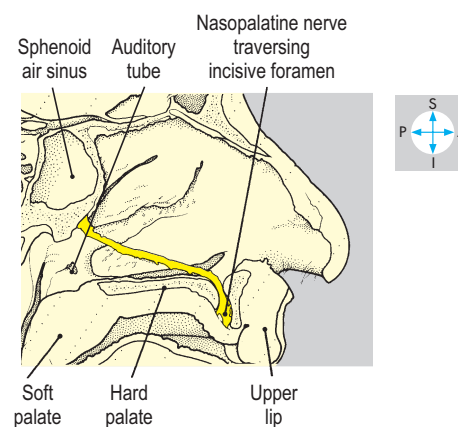 Nasopalatine nerve
traversing
incisive foramen
Sphenoid
air sinus
Auditory
tube
S
P
I
Soft
palate
Hard
palate
Upper
lip